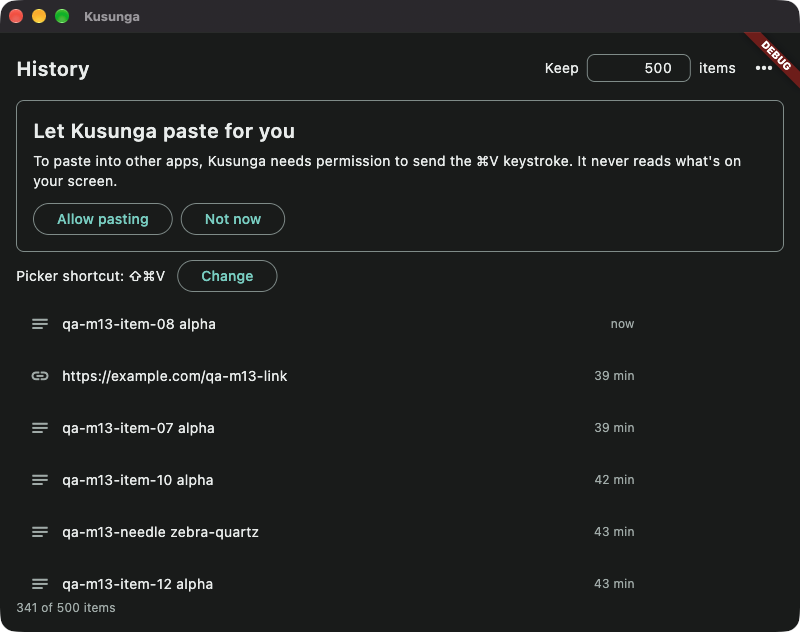 Kusunga
DEBUG
History
Keep 500 items •••
Let Kusunga paste for you
To paste into other apps, Kusunga needs permission to send the ⌘V keystroke. It never reads what's on
your screen.
Allow pasting Not now
Picker shortcut: ⇧⌘V Change
qa-m13-item-08 alpha now
https://example.com/qa-m13-link 39 min
qa-m13-item-07 alpha 39 min
qa-m13-item-10 alpha 42 min
qa-m13-needle zebra-quartz 43 min
qa-m13-item-12 alpha 43 min
341 of 500 items